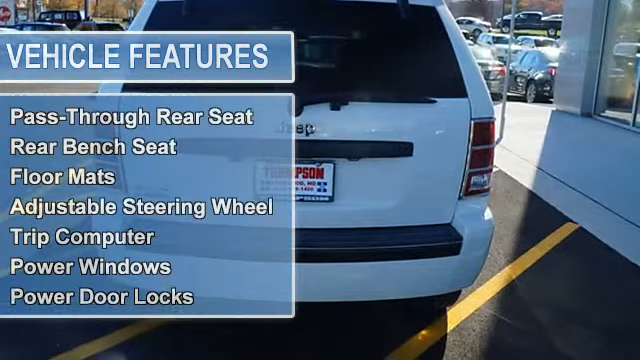 VEHICLE FEATURES
Pass-Through Rear Seat
Rear Bench Seat
Floor Mats
Adjustable Steering Wheel
Trip Computer
Power Windows
Power Door Locks
Jeep
THOMPSON